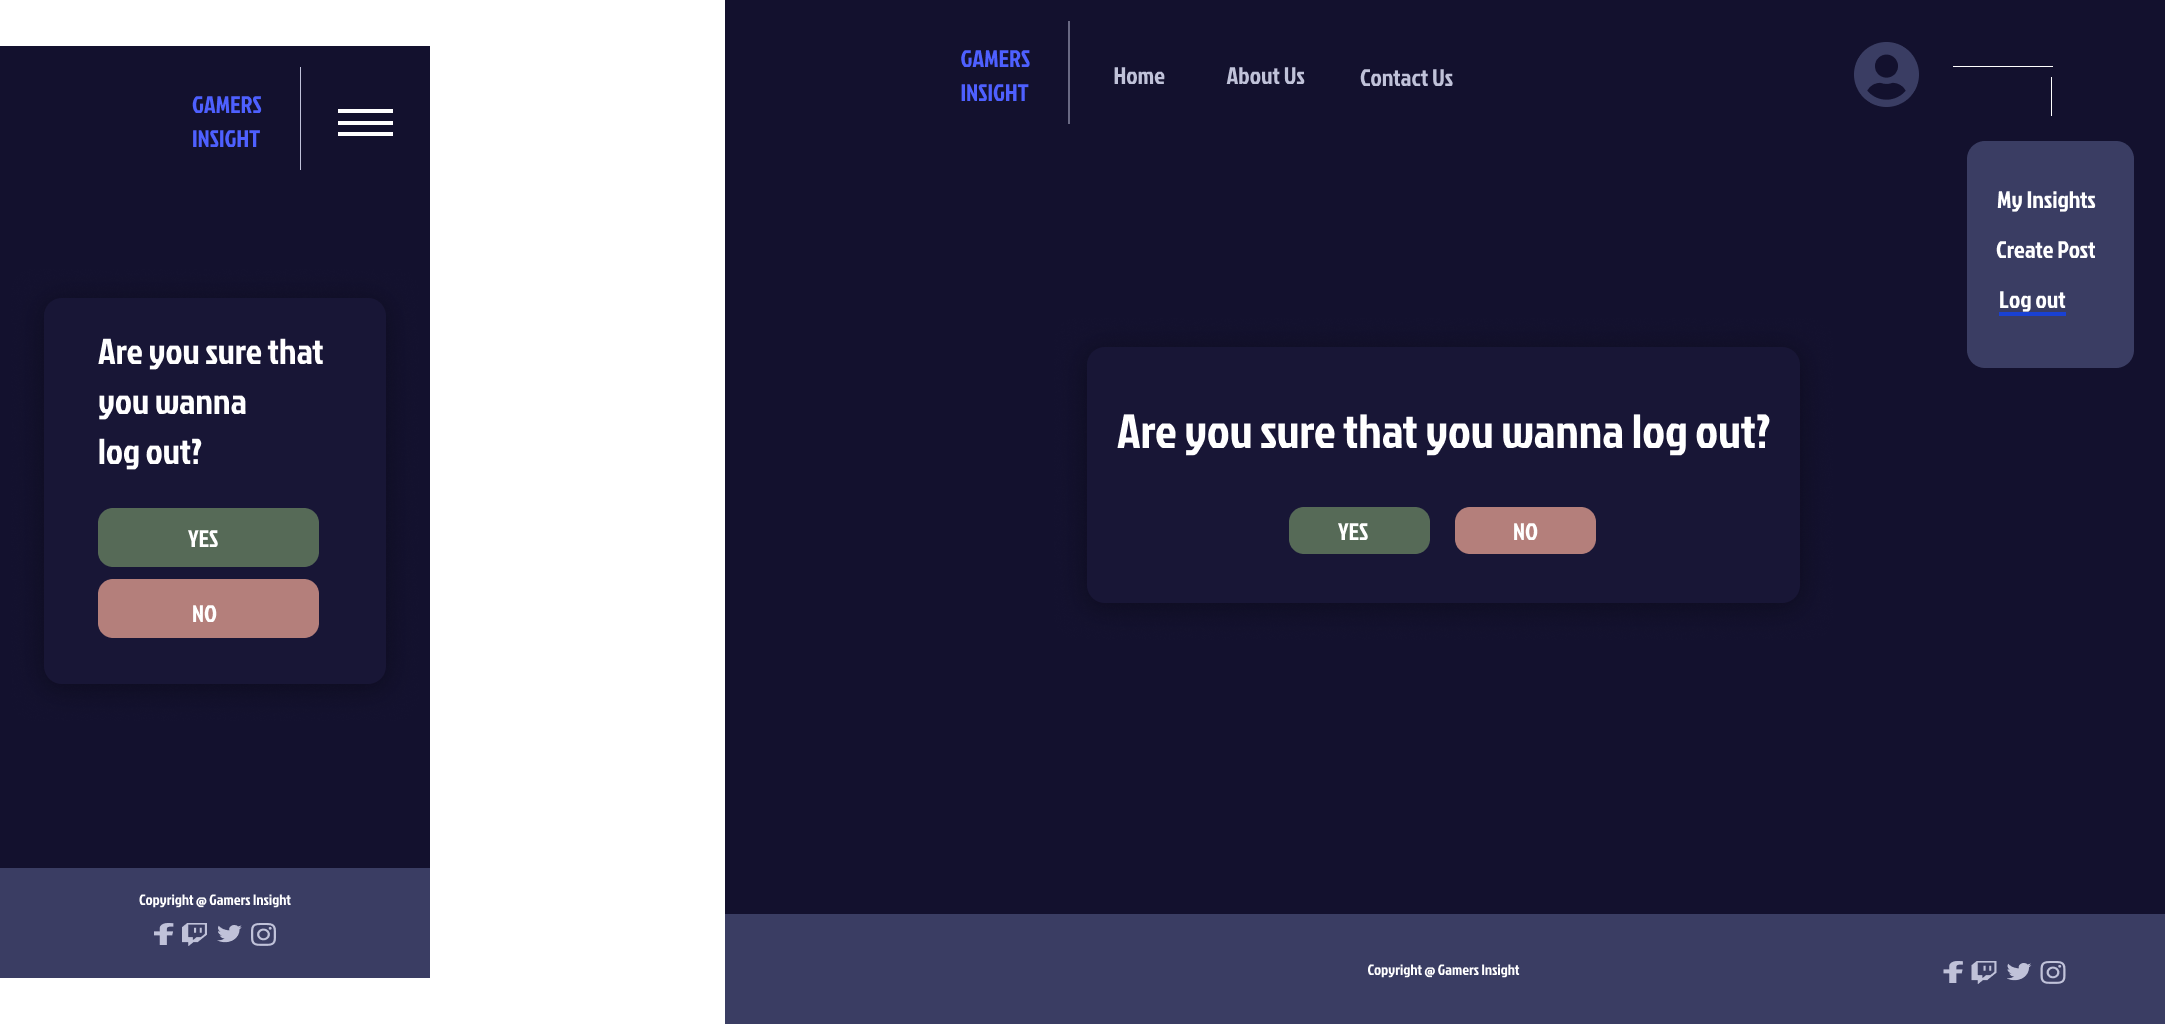 GAMERS
INSIGHT
Are you sure that
you wanna
log out?
YES
NO
Copyright @ Gamers Insight
GAMERS
INSIGHT
Home
About Us
Contact Us
My Insights
Create Post
Log out
Are you sure that you wanna log out?
YES
NO
Copyright @ Gamers Insight